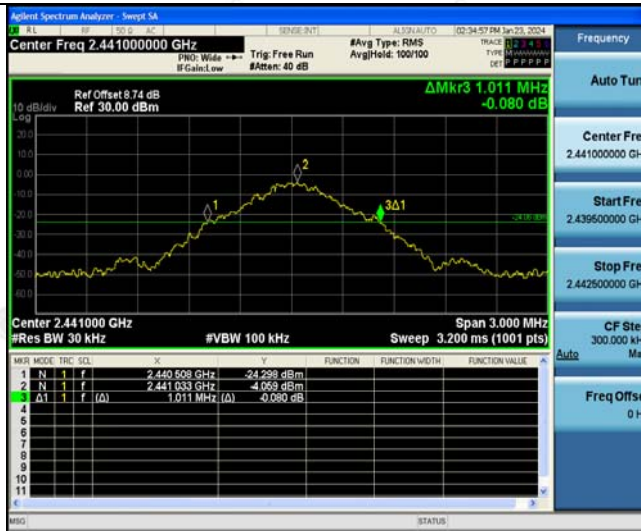 Agilent Spectrum Analyzer - Swept SA
RL RF 50 Ω AC SENSE:INT ALIGNAUTO 02:34:57 PM Jan 23, 2024
Center Freq 2.441000000 GHz
PNO: Wide
IFGain:Low
Trig: Free Run
#Atten: 40 dB
#Avg Type: RMS
Avg|Hold: 100/100
TRACE 1 2 3 4 5 6
TYPE
DET P P P P P P
Ref Offset 8.74 dB
10 dB/div Ref 30.00 dBm
ΔMkr3 1.011 MHz
-0.080 dB
Log
20.0
10.0
0.00
-10.0
-20.0
-30.0
-40.0
-50.0
-60.0
1
2
3Δ1
Center 2.441000 GHz Span 3.000 MHz
#Res BW 30 kHz #VBW 100 kHz Sweep 3.200 ms (1001 pts)
MKR MODE TRC SCL X Y FUNCTION FUNCTION WIDTH FUNCTION VALUE
1 N 1 f 2.440 508 GHz -24.298 dBm
2 N 1 f 2.441 033 GHz -4.059 dBm
3 Δ1 1 f (Δ) 1.011 MHz (Δ) -0.080 dB
4
5
6
7
8
9
10
11
MSG STATUS
Frequency
Auto Tun
Center Fre
2.441000000 GH
Start Fre
2.439500000 GH
Stop Fre
2.442500000 GH
CF Ste
300.000 kH
Auto Ma
Freq Offse
0 H